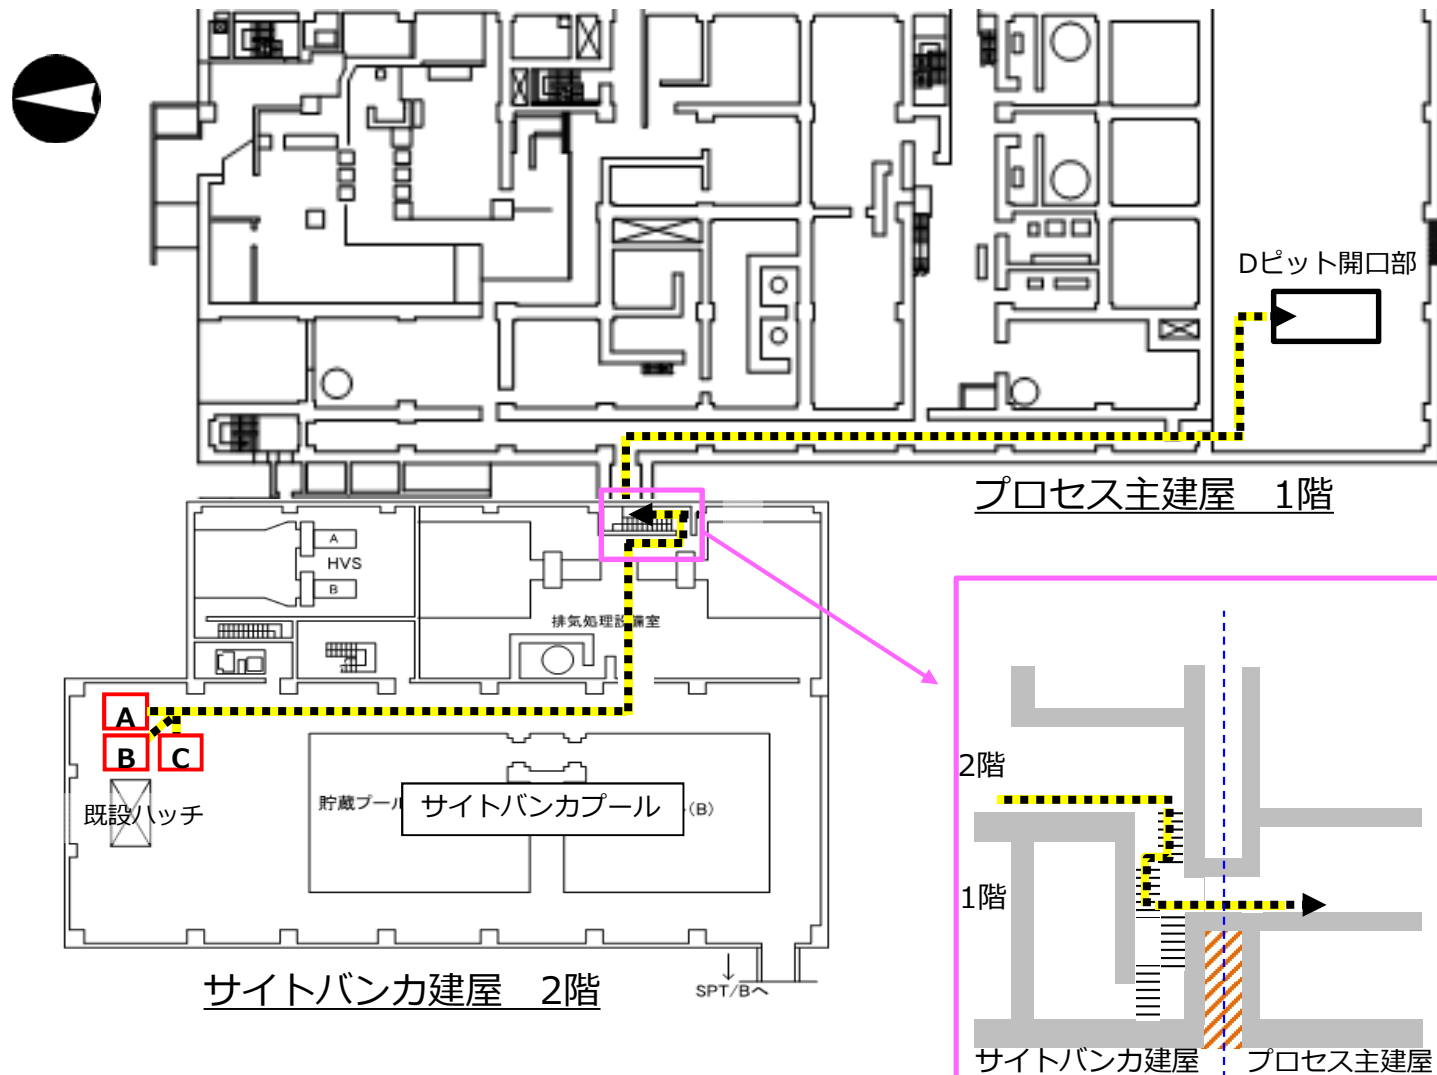 Dピット開口部
プロセス主建屋　1階
A
HVS
B
排気処理設備室
A
B
C
既設ハッチ
貯蔵プール
サイトバンカプール
(B)
サイトバンカ建屋　2階
SPT/Bへ
2階
1階
サイトバンカ建屋
プロセス主建屋